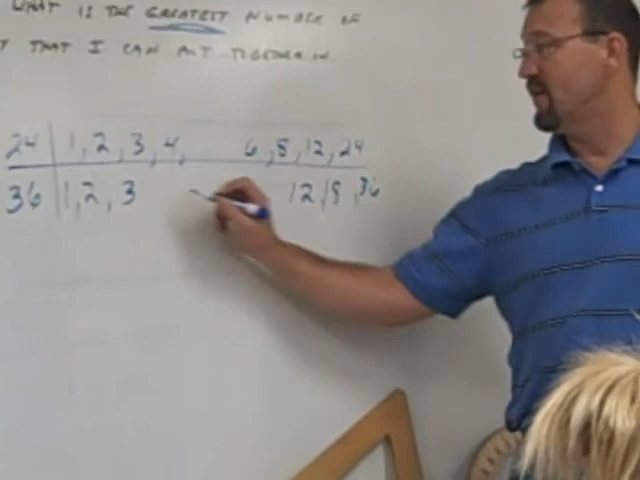 WHAT IS THE GREATEST NUMBER OF
THAT I CAN PUT TOGETHER IN
24 | 1, 2, 3, 4, 6, 8, 12, 24
36 | 1, 2, 3 12, 18, 36